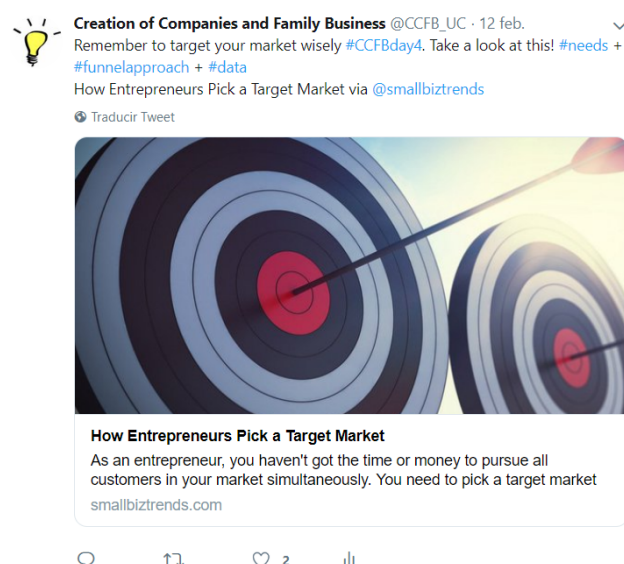 Creation of Companies and Family Business @CCFB_UC · 12 feb.
Remember to target your market wisely #CCFBday4. Take a look at this! #needs +
#funnelapproach + #data
How Entrepreneurs Pick a Target Market via @smallbiztrends
Traducir Tweet
How Entrepreneurs Pick a Target Market
As an entrepreneur, you haven't got the time or money to pursue all
customers in your market simultaneously. You need to pick a target market
smallbiztrends.com
2